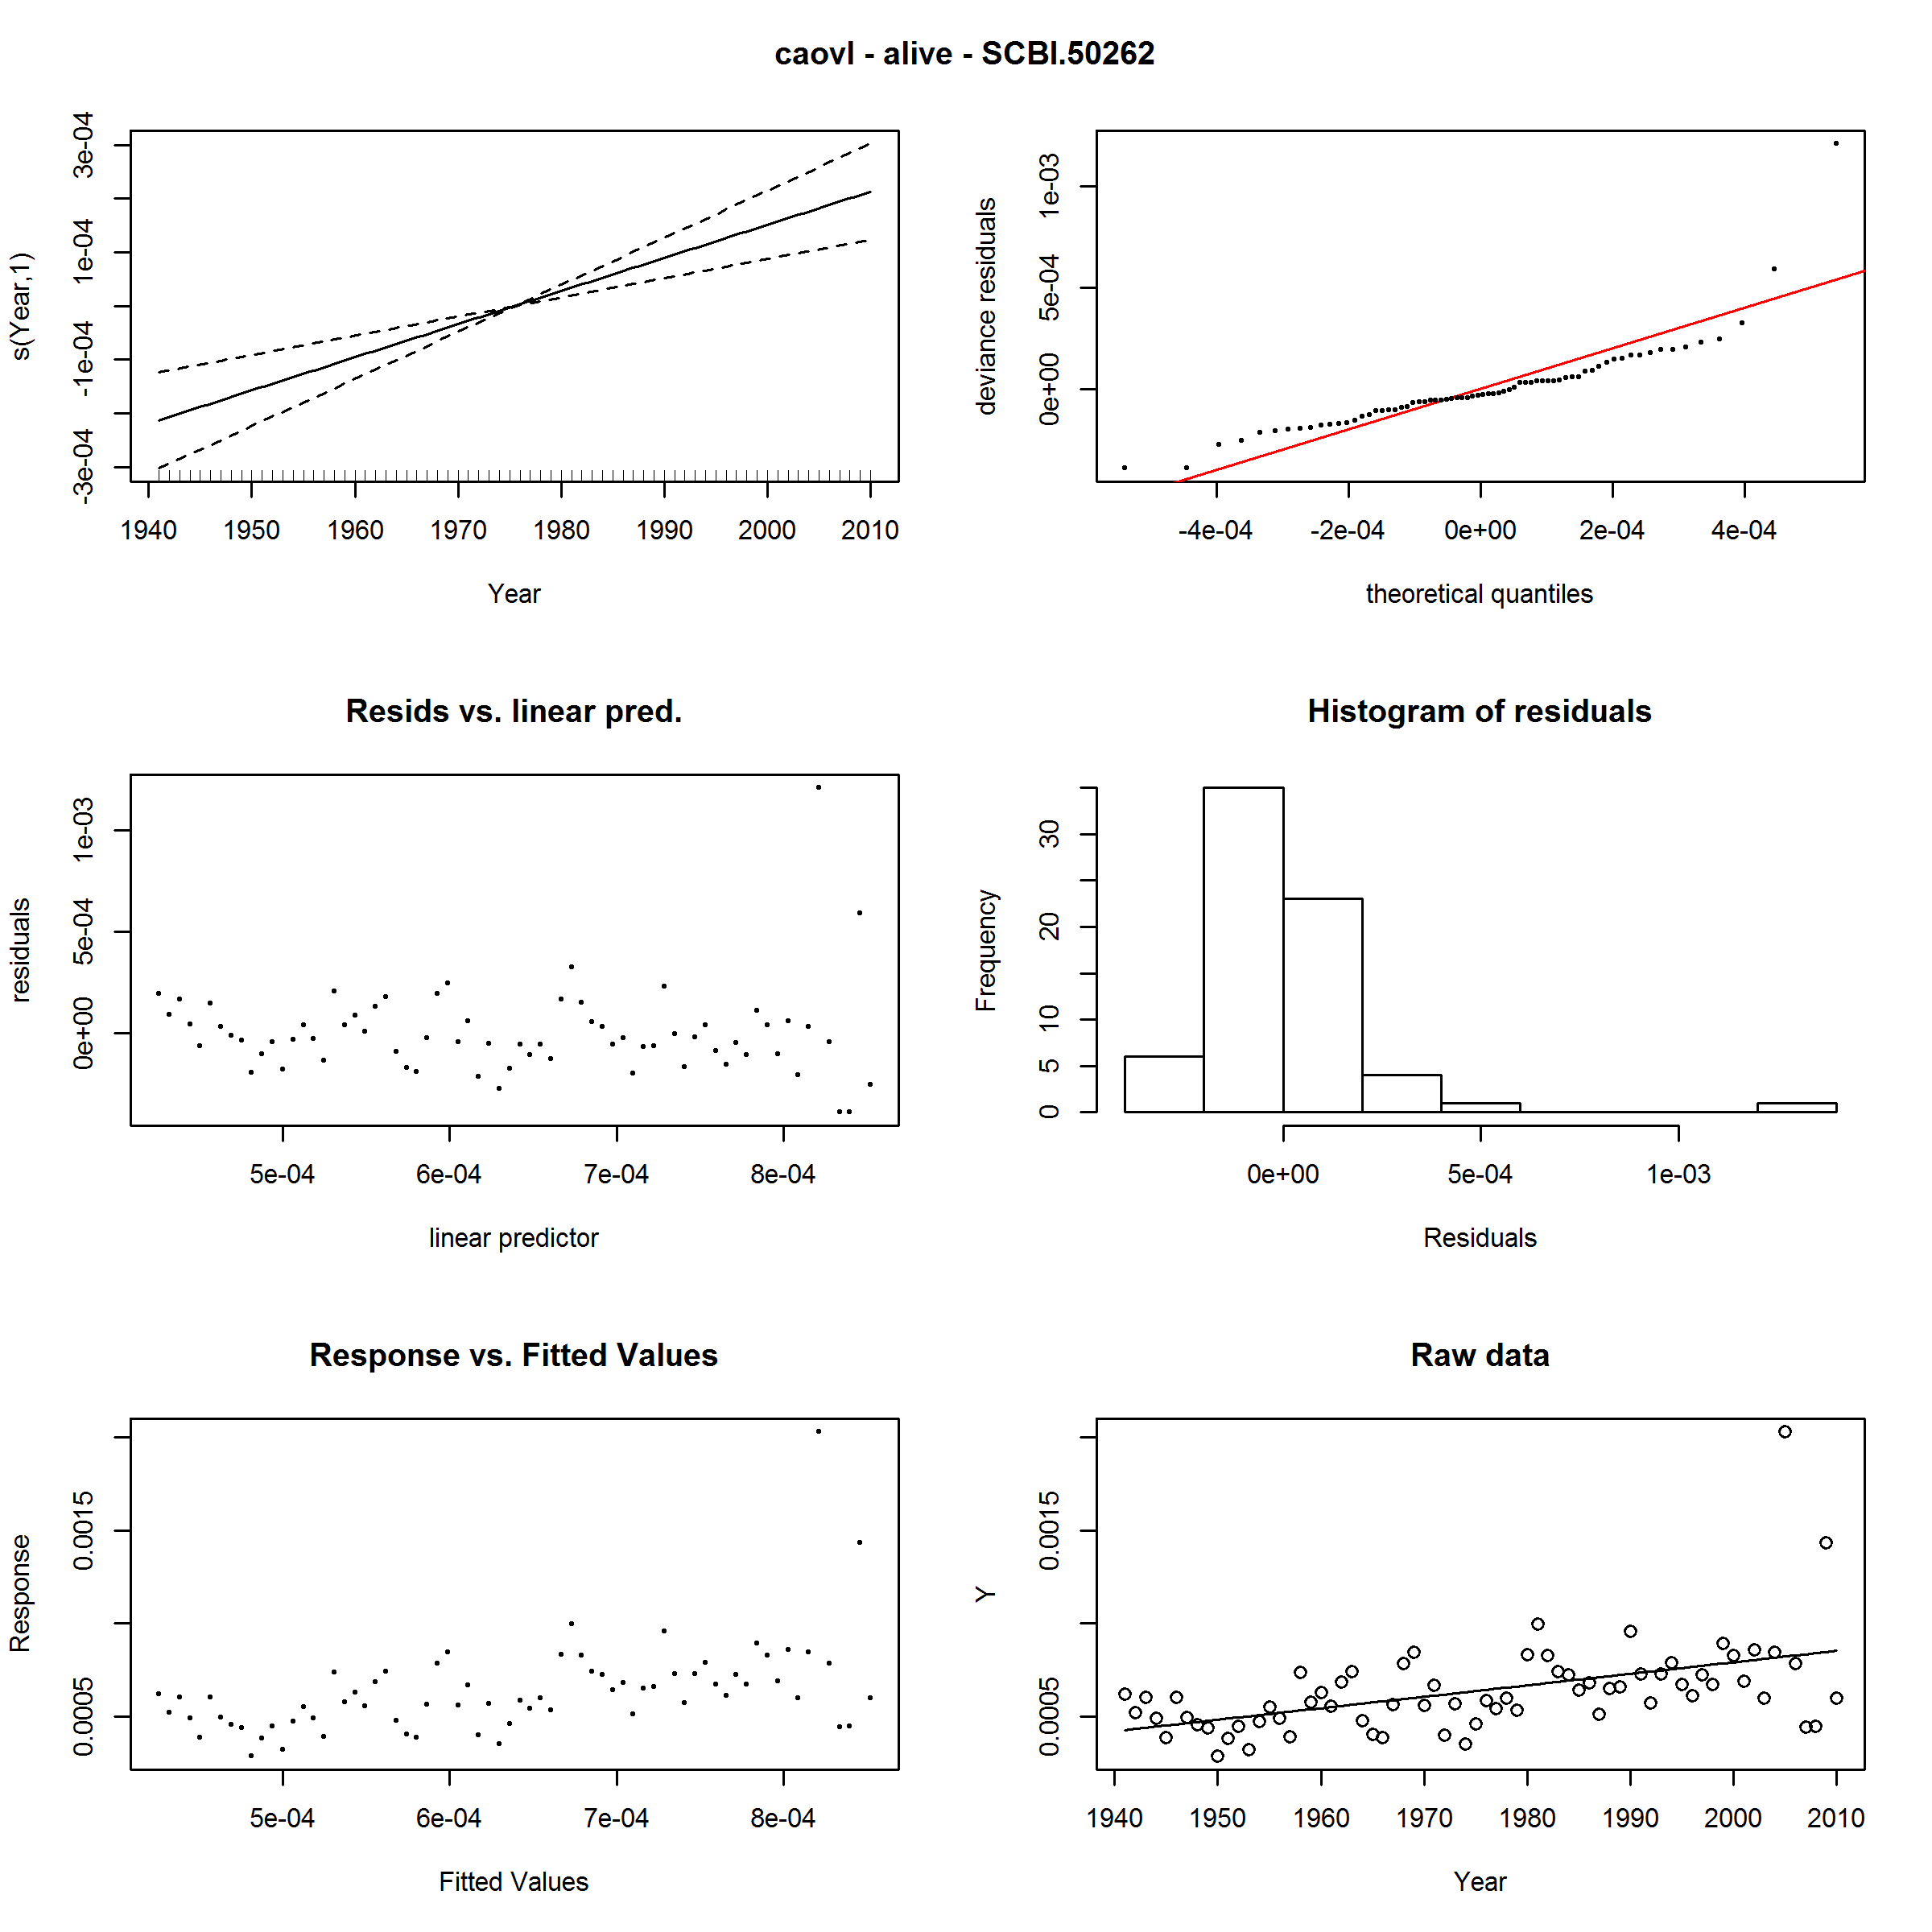 caovl - alive - SCBI.50262
s(Year,1)
-3e-04 -1e-04 1e-04 3e-04
1940 1950 1960 1970 1980 1990 2000 2010
Year
deviance residuals
0e+00 5e-04 1e-03
-4e-04 -2e-04 0e+00 2e-04 4e-04
theoretical quantiles
Resids vs. linear pred.
residuals
0e+00 5e-04 1e-03
5e-04 6e-04 7e-04 8e-04
linear predictor
Histogram of residuals
Frequency
0 5 10 20 30
0e+00 5e-04 1e-03
Residuals
Response vs. Fitted Values
Response
0.0005 0.0015
5e-04 6e-04 7e-04 8e-04
Fitted Values
Raw data
Y
0.0005 0.0015
1940 1950 1960 1970 1980 1990 2000 2010
Year